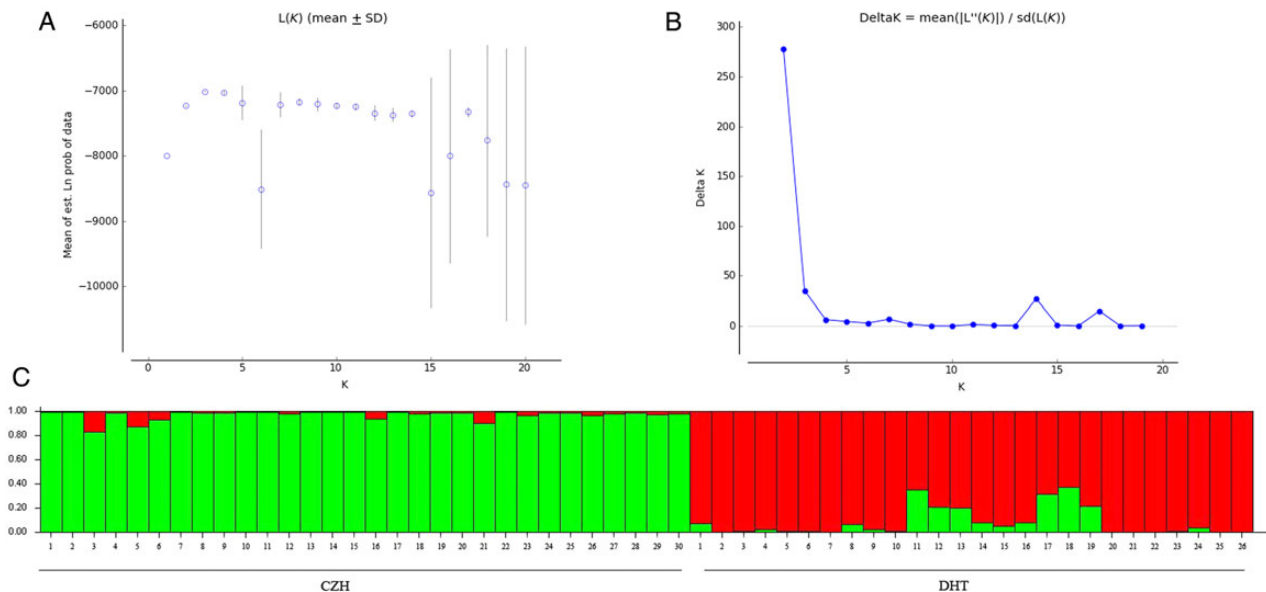 A
L(K) (mean ± SD)
−6000
−7000
−8000
−9000
−10000
Mean of est. Ln prob of data
0 5 10 15 20
K
B
DeltaK = mean(|L''(K)|) / sd(L(K))
300
250
200
150
100
50
0
Delta K
5 10 15 20
K
C
1.00
0.80
0.60
0.40
0.20
0.00
1 2 3 4 5 6 7 8 9 10 11 12 13 14 15 16 17 18 19 20 21 22 23 24 25 26 27 28 29 30 1 2 3 4 5 6 7 8 9 10 11 12 13 14 15 16 17 18 19 20 21 22 23 24 25 26
CZH DHT